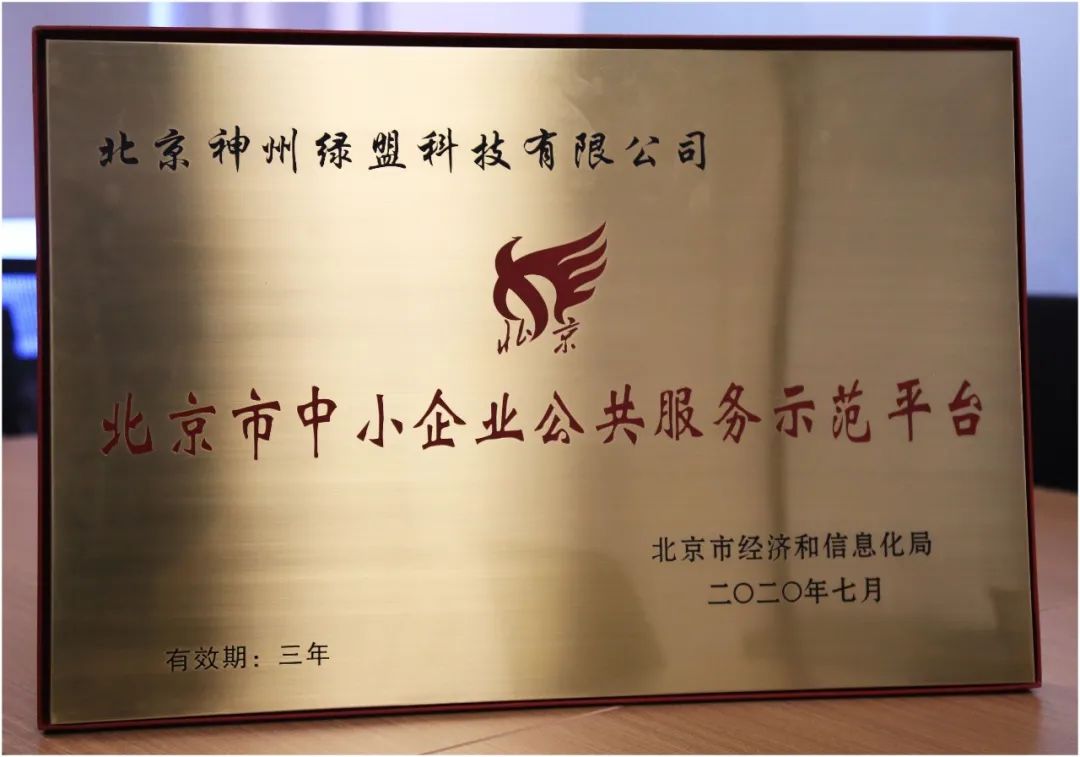 北京神州绿盟科技有限公司
北京
北京市中小企业公共服务示范平台
北京市经济和信息化局
二〇二〇年七月
有效期：三年